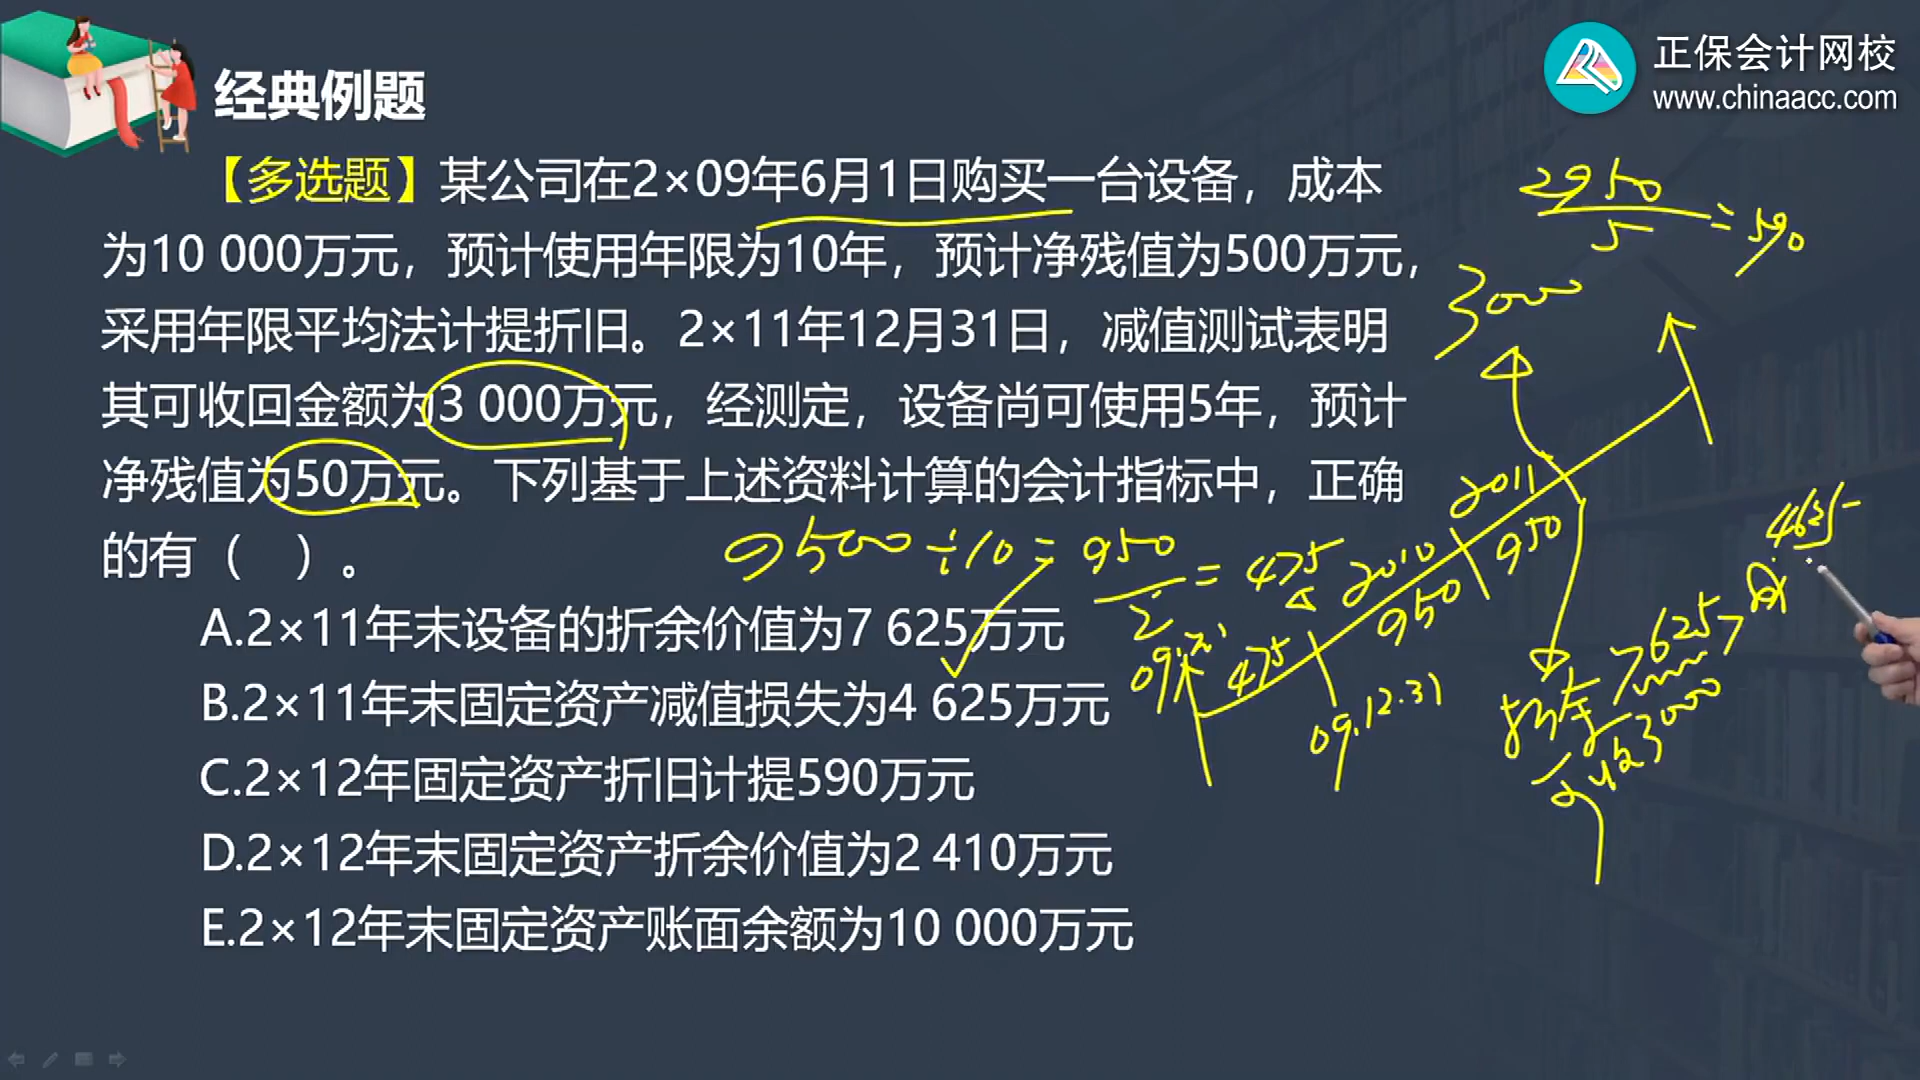 经典例题
正保会计网校
www.chinaacc.com
【多选题】某公司在2×09年6月1日购买一台设备，成本
为10 000万元，预计使用年限为10年，预计净残值为500万元，
采用年限平均法计提折旧。2×11年12月31日，减值测试表明
其可收回金额为3 000万元，经测定，设备尚可使用5年，预计
净残值为50万元。下列基于上述资料计算的会计指标中，正确
的有（ ）。
A.2×11年末设备的折余价值为7 625万元
B.2×11年末固定资产减值损失为4 625万元
C.2×12年固定资产折旧计提590万元
D.2×12年末固定资产折余价值为2 410万元
E.2×12年末固定资产账面余额为10 000万元
2950
5
=590
3000
9500÷10=950
2
=475
2010
2011
950
950
475
09.12.31
折余7625
3000
4625